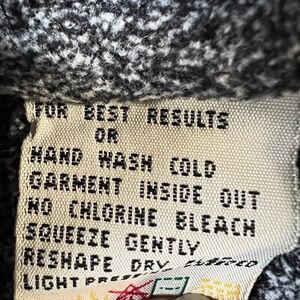 FOR BEST RESULTS
OR
HAND WASH COLD
GARMENT INSIDE OUT
NO CHLORINE BLEACH
SQUEEZE GENTLY
RESHAPE DRY
LIGHT